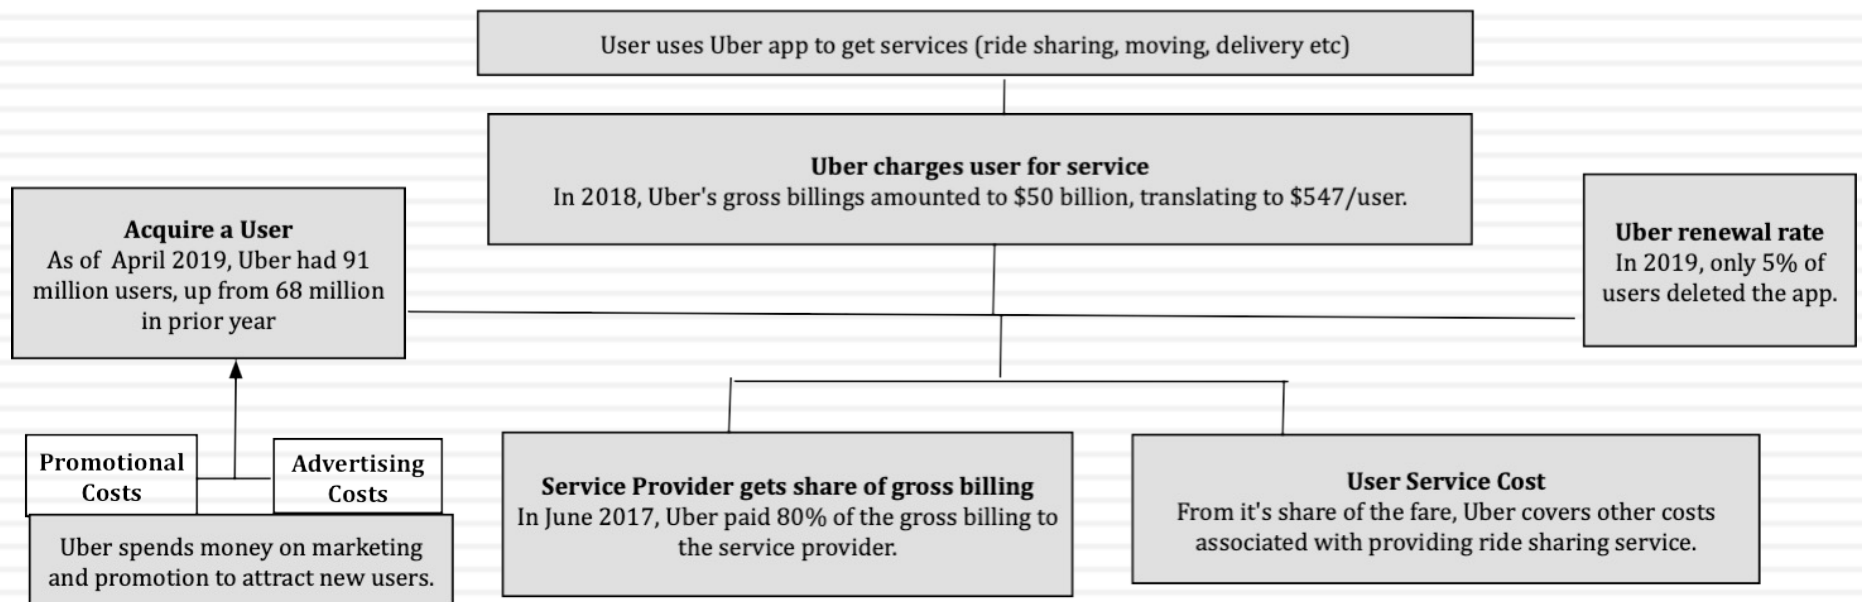 User uses Uber app to get services (ride sharing, moving, delivery etc)
Uber charges user for service
In 2018, Uber's gross billings amounted to $50 billion, translating to $547/user.
Acquire a User
As of April 2019, Uber had 91
million users, up from 68 million
in prior year
Uber renewal rate
In 2019, only 5% of
users deleted the app.
Promotional
Costs
Advertising
Costs
Uber spends money on marketing
and promotion to attract new users.
Service Provider gets share of gross billing
In June 2017, Uber paid 80% of the gross billing to
the service provider.
User Service Cost
From it's share of the fare, Uber covers other costs
associated with providing ride sharing service.